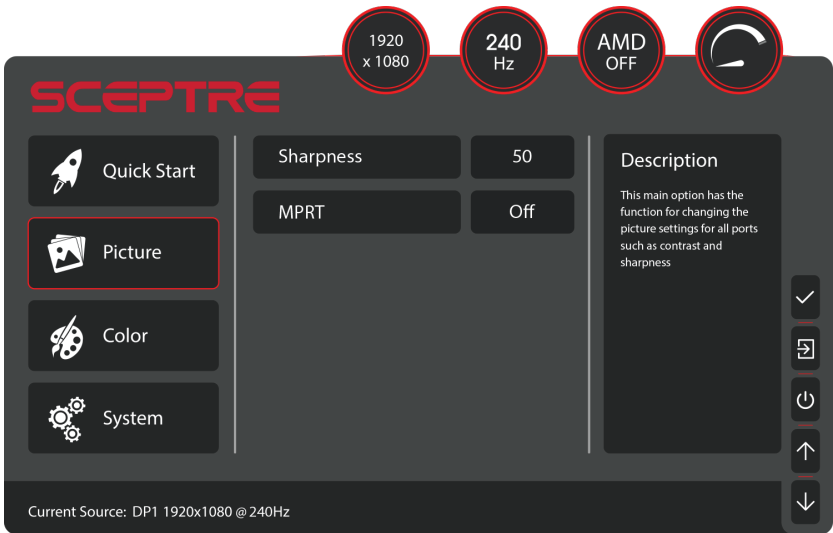 1920
x 1080
240
Hz
AMD
OFF
SCEPTRE
Quick Start
Picture
Color
System
Sharpness
50
MPRT
Off
Description
This main option has the
function for changing the
picture settings for all ports
such as contrast and
sharpness
Current Source: DP1 1920x1080 @ 240Hz